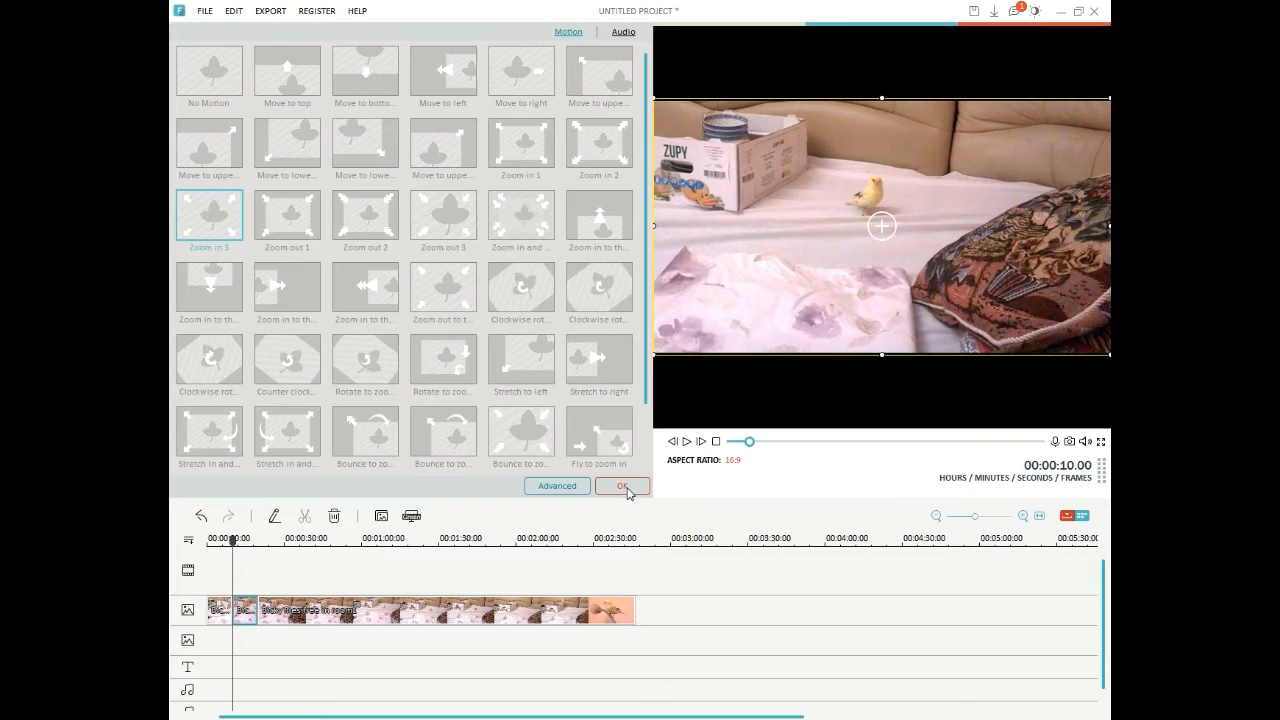 FILE EDIT EXPORT REGISTER HELP UNTITLED PROJECT * 1
Motion Audio
No Motion Move to top Move to botto... Move to left Move to right Move to uppe...
Move to uppe... Move to lowe... Move to lowe... Move to uppe... Zoom in 1 Zoom in 2
Zoom in 3 Zoom out 1 Zoom out 2 Zoom out 3 Zoom in and ... Zoom in to th...
Zoom in to th... Zoom in to th... Zoom in to th... Zoom out to t... Clockwise rot... Clockwise rot...
Clockwise rot... Counter clock... Rotate to zoo... Rotate to zoo... Stretch to left Stretch to right
Stretch in and... Stretch in and... Bounce to zo... Bounce to zo... Bounce to zo... Fly to zoom in
Advanced OK
ZUPY
ASPECT RATIO: 16:9
00:00:10.00
HOURS / MINUTES / SECONDS / FRAMES
00:00:30:00 00:01:00:00 00:01:30:00 00:02:00:00 00:02:30:00 00:03:00:00 00:03:30:00 00:04:00:00 00:04:30:00 00:05:00:00 00:05:30:00
Bic... Bic...